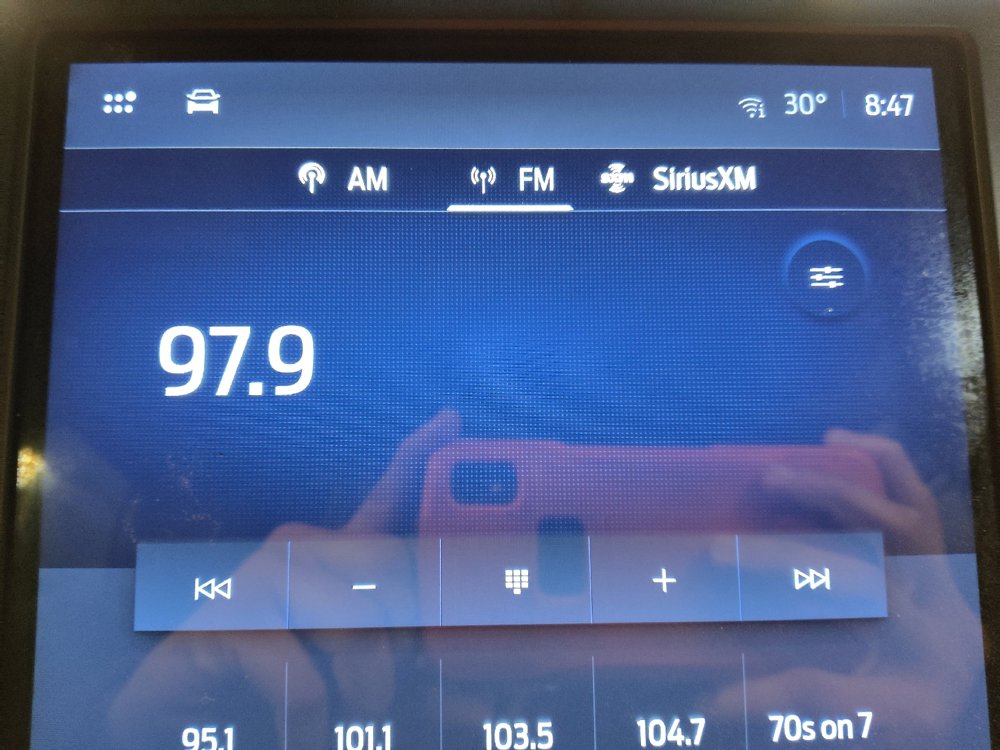 30° 8:47
AM FM SiriusXM
97.9
95.1 101.1 103.5 104.7 70s on 7